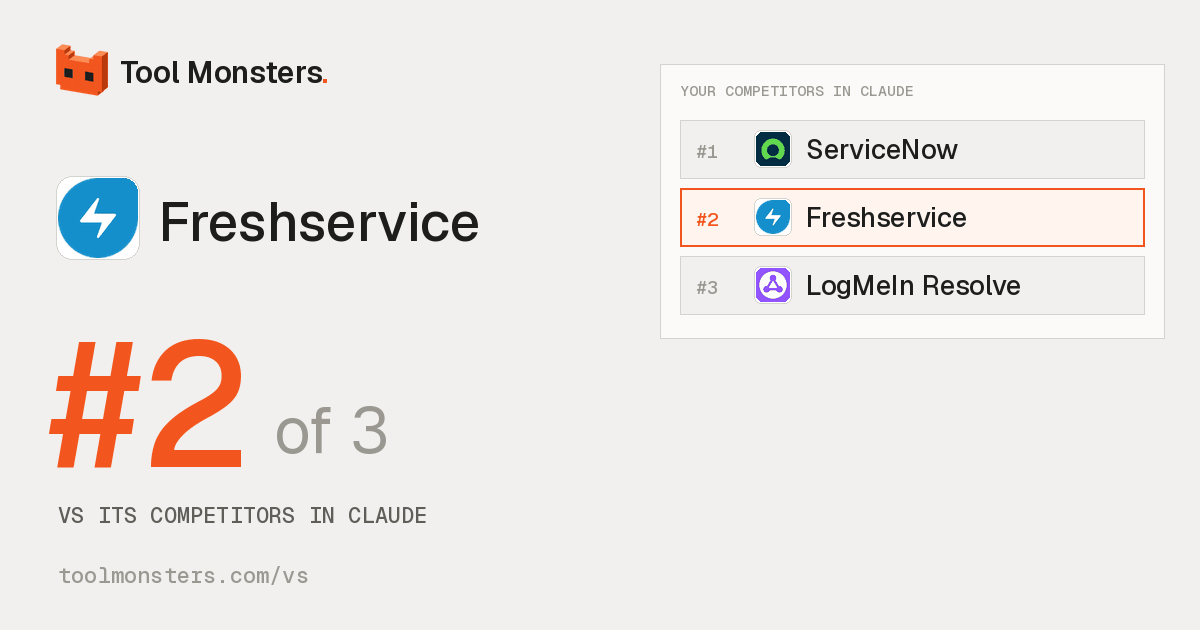 Tool Monsters.
Freshservice
#2 of 3
VS ITS COMPETITORS IN CLAUDE
toolmonsters.com/vs
YOUR COMPETITORS IN CLAUDE
#1 ServiceNow
#2 Freshservice
#3 LogMeIn Resolve